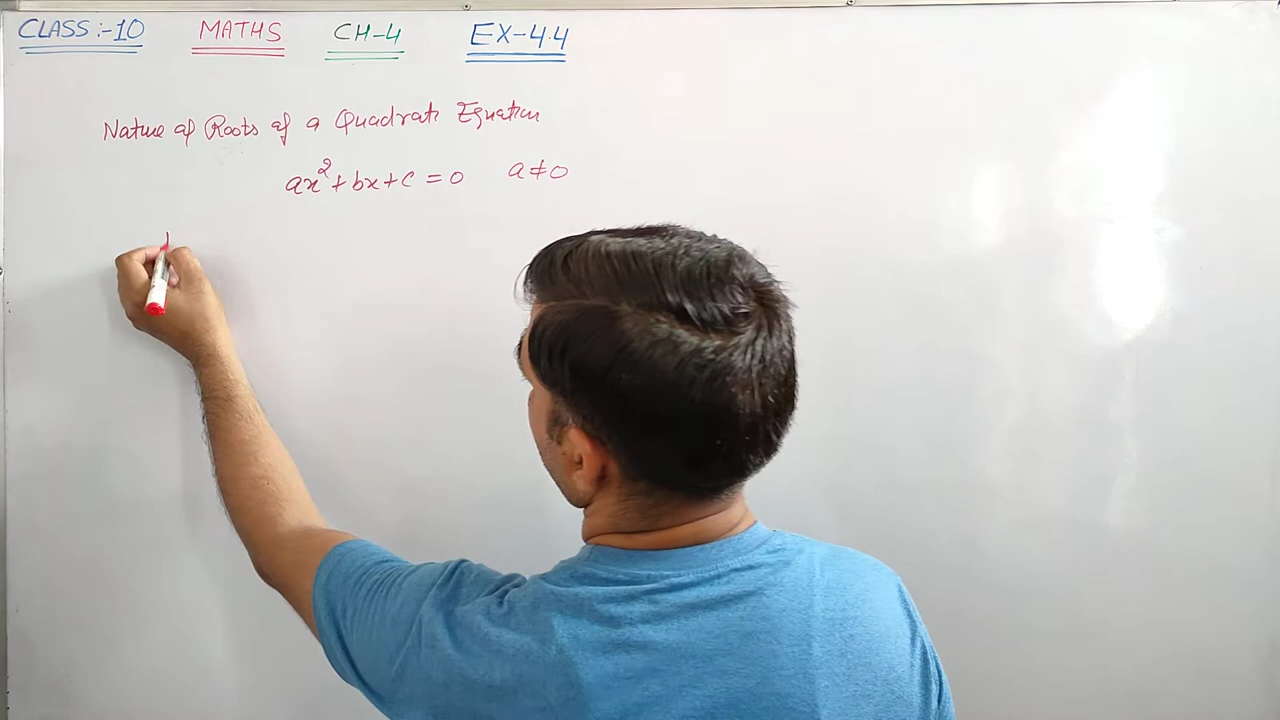 CLASS :- 10 MATHS CH-4 EX-4.4
Nature of Roots of a Quadratic Equation
ax²+bx+c=0 a≠0